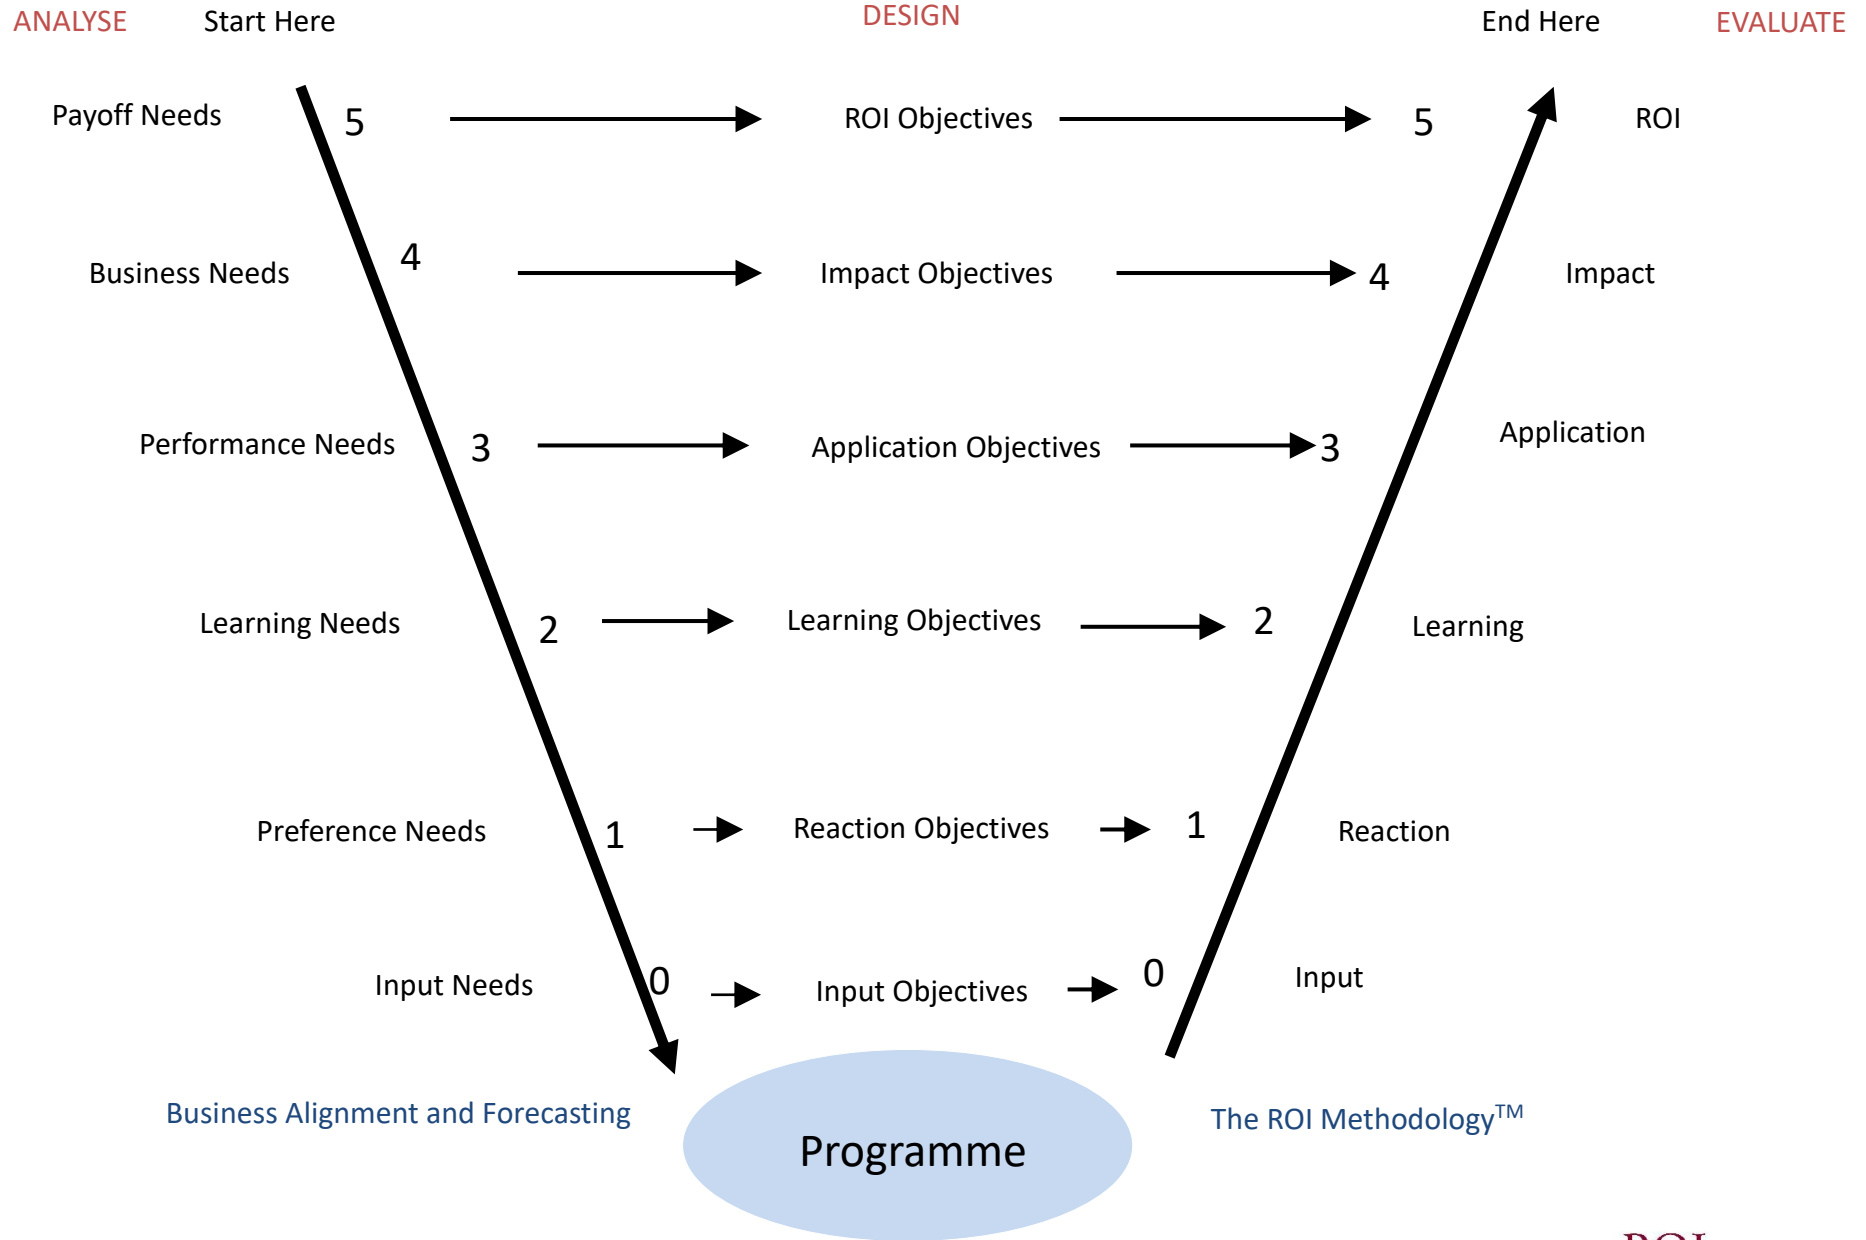 ANALYSE Start Here DESIGN End Here EVALUATE
Payoff Needs 5 ROI Objectives 5 ROI
Business Needs 4 Impact Objectives 4 Impact
Performance Needs 3 Application Objectives 3 Application
Learning Needs 2 Learning Objectives 2 Learning
Preference Needs 1 Reaction Objectives 1 Reaction
Input Needs 0 Input Objectives 0 Input
Business Alignment and Forecasting The ROI Methodology™
Programme
ROI